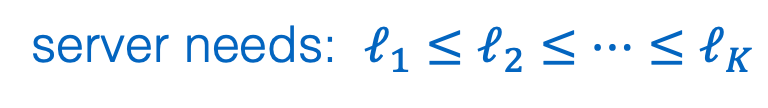 server needs: ℓ₁ ≤ ℓ₂ ≤ ⋯ ≤ ℓ_K